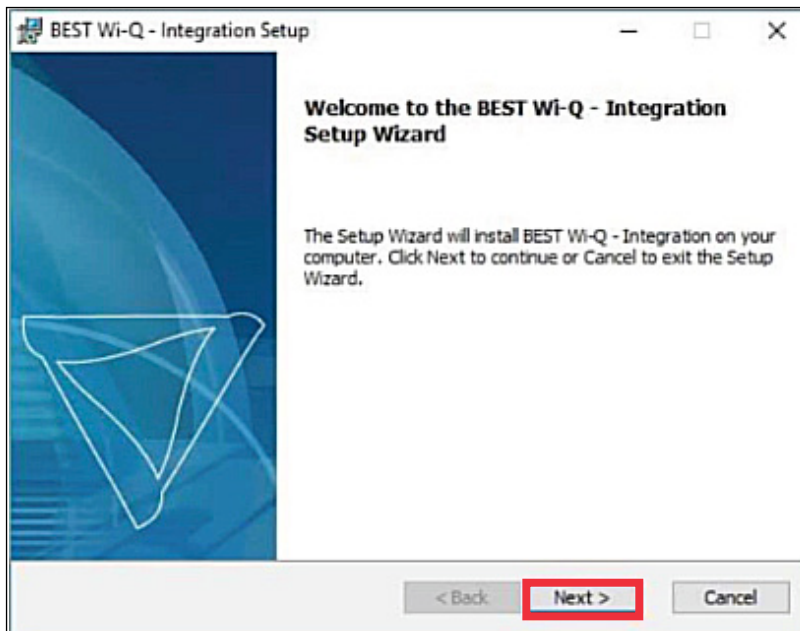 BEST Wi-Q - Integration Setup
Welcome to the BEST Wi-Q - Integration
Setup Wizard
The Setup Wizard will install BEST Wi-Q - Integration on your
computer. Click Next to continue or Cancel to exit the Setup
Wizard.
< Back
Next >
Cancel